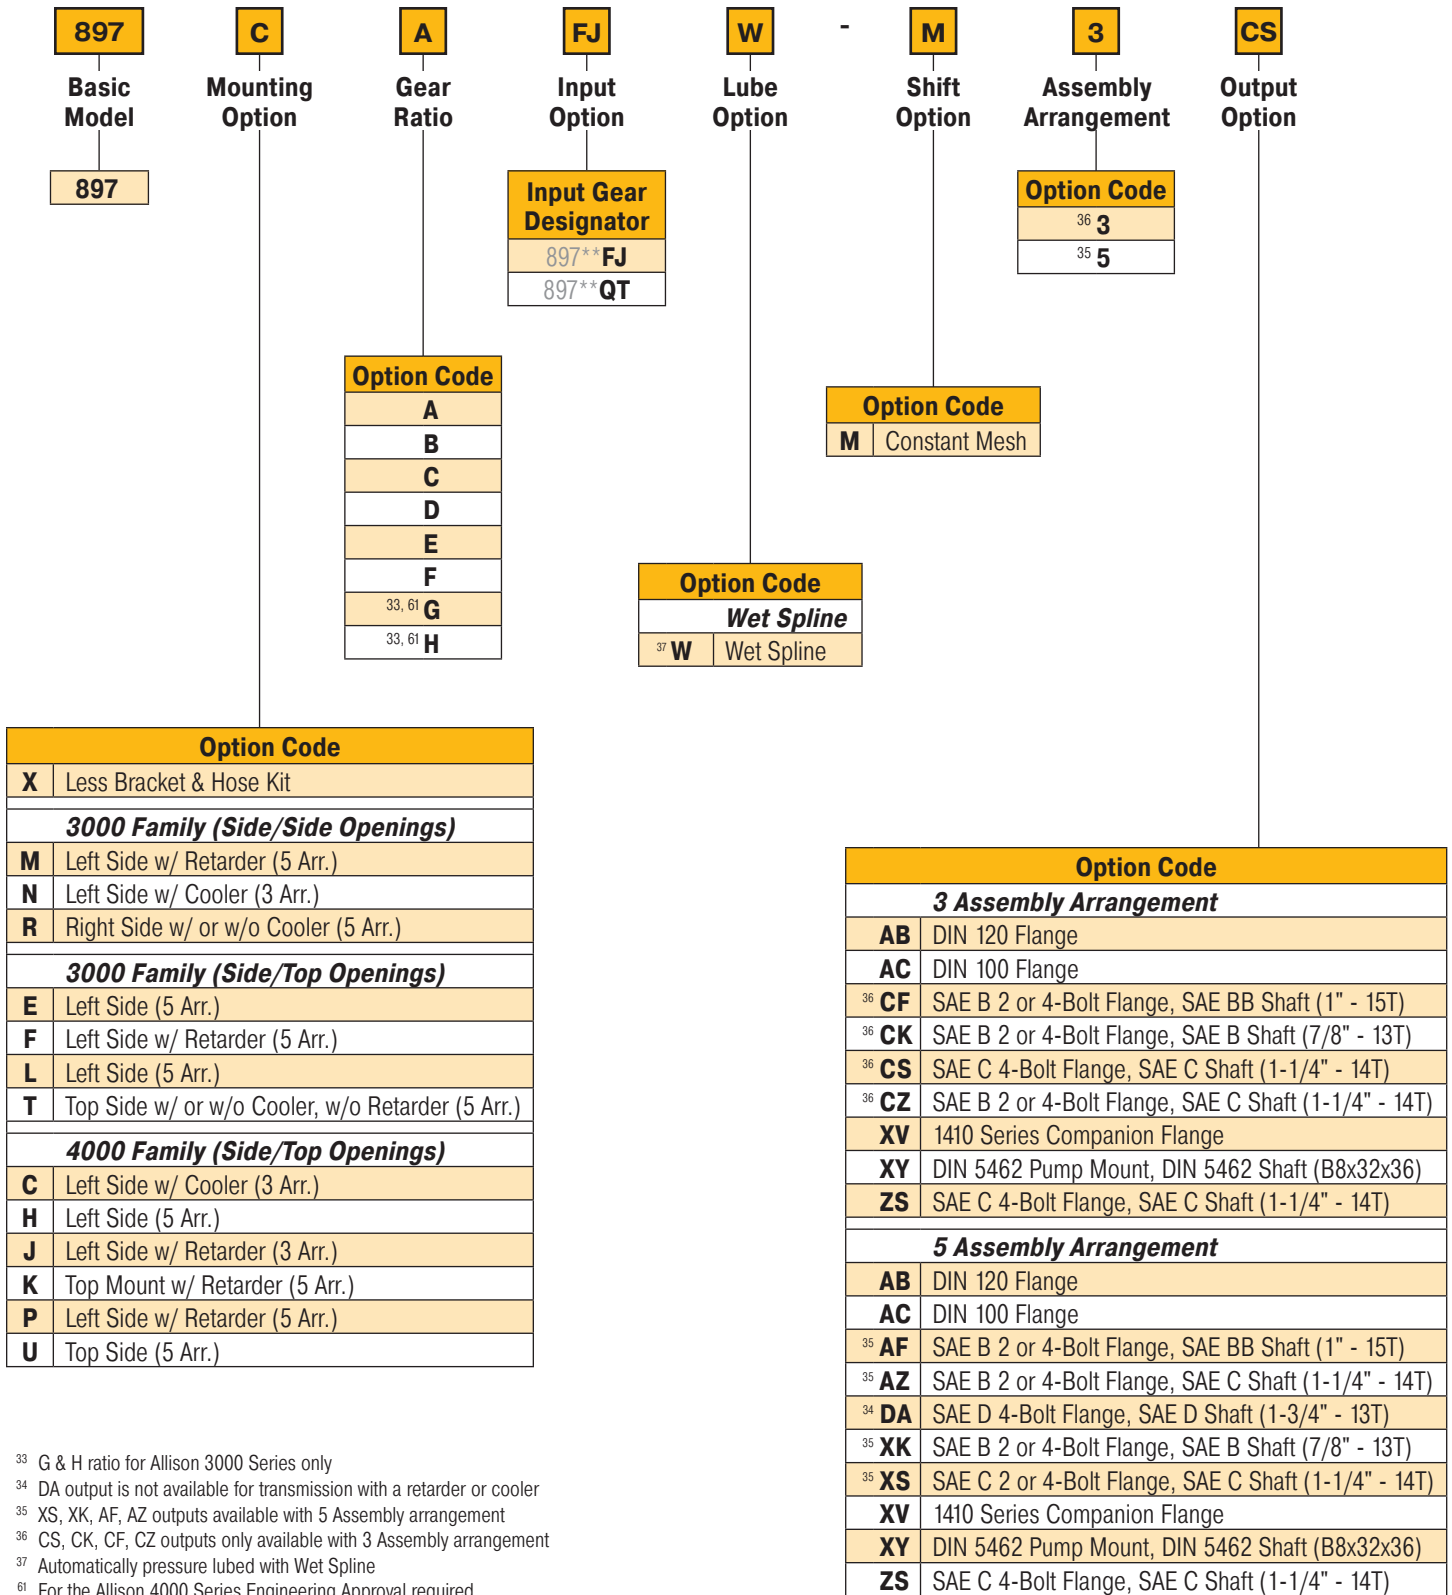 897 C A FJ W - M 3 CS
Basic Model
Mounting Option
Gear Ratio
Input Option
Lube Option
Shift Option
Assembly Arrangement
Output Option
897
Input Gear Designator
897**FJ
897**QT
Option Code
36 3
35 5
Option Code
A
B
C
D
E
F
33, 61 G
33, 61 H
Option Code
M Constant Mesh
Option Code
Wet Spline
37 W Wet Spline
Option Code
X Less Bracket & Hose Kit
3000 Family (Side/Side Openings)
M Left Side w/ Retarder (5 Arr.)
N Left Side w/ Cooler (3 Arr.)
R Right Side w/ or w/o Cooler (5 Arr.)
3000 Family (Side/Top Openings)
E Left Side (5 Arr.)
F Left Side w/ Retarder (5 Arr.)
L Left Side (5 Arr.)
T Top Side w/ or w/o Cooler, w/o Retarder (5 Arr.)
4000 Family (Side/Top Openings)
C Left Side w/ Cooler (3 Arr.)
H Left Side (5 Arr.)
J Left Side w/ Retarder (3 Arr.)
K Top Mount w/ Retarder (5 Arr.)
P Left Side w/ Retarder (5 Arr.)
U Top Side (5 Arr.)
Option Code
3 Assembly Arrangement
AB DIN 120 Flange
AC DIN 100 Flange
36 CF SAE B 2 or 4-Bolt Flange, SAE BB Shaft (1" - 15T)
36 CK SAE B 2 or 4-Bolt Flange, SAE B Shaft (7/8" - 13T)
36 CS SAE C 4-Bolt Flange, SAE C Shaft (1-1/4" - 14T)
36 CZ SAE B 2 or 4-Bolt Flange, SAE C Shaft (1-1/4" - 14T)
XV 1410 Series Companion Flange
XY DIN 5462 Pump Mount, DIN 5462 Shaft (B8x32x36)
ZS SAE C 4-Bolt Flange, SAE C Shaft (1-1/4" - 14T)
5 Assembly Arrangement
AB DIN 120 Flange
AC DIN 100 Flange
35 AF SAE B 2 or 4-Bolt Flange, SAE BB Shaft (1" - 15T)
35 AZ SAE B 2 or 4-Bolt Flange, SAE C Shaft (1-1/4" - 14T)
34 DA SAE D 4-Bolt Flange, SAE D Shaft (1-3/4" - 13T)
35 XK SAE B 2 or 4-Bolt Flange, SAE B Shaft (7/8" - 13T)
35 XS SAE C 2 or 4-Bolt Flange, SAE C Shaft (1-1/4" - 14T)
XV 1410 Series Companion Flange
XY DIN 5462 Pump Mount, DIN 5462 Shaft (B8x32x36)
ZS SAE C 4-Bolt Flange, SAE C Shaft (1-1/4" - 14T)
33 G & H ratio for Allison 3000 Series only
34 DA output is not available for transmission with a retarder or cooler
35 XS, XK, AF, AZ outputs available with 5 Assembly arrangement
36 CS, CK, CF, CZ outputs only available with 3 Assembly arrangement
37 Automatically pressure lubed with Wet Spline
61 For the Allison 4000 Series Engineering Approval required